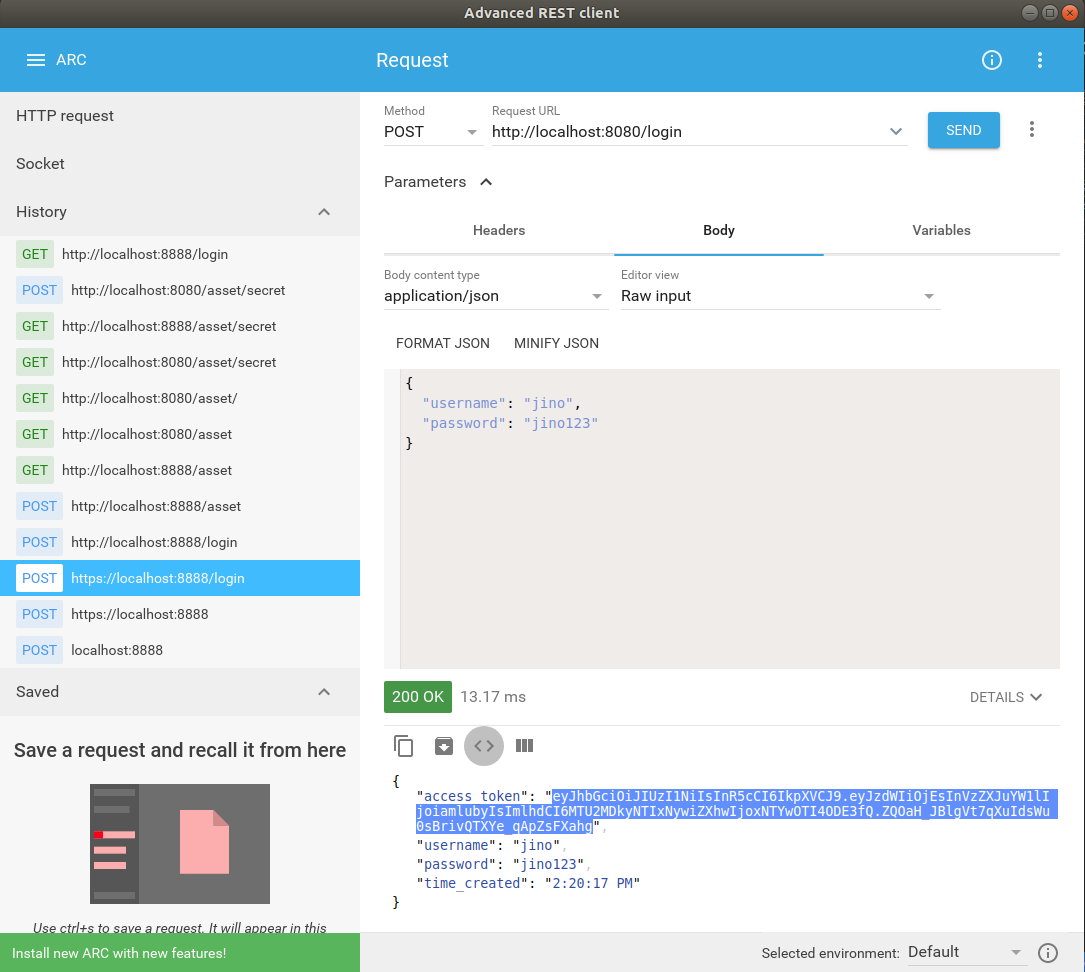 Advanced REST client
ARC
Request
HTTP request
Socket
History
GET http://localhost:8888/login
POST http://localhost:8080/asset/secret
GET http://localhost:8888/asset/secret
GET http://localhost:8080/asset/secret
GET http://localhost:8080/asset/
GET http://localhost:8080/asset
GET http://localhost:8888/asset
POST http://localhost:8888/asset
POST http://localhost:8888/login
POST https://localhost:8888/login
POST https://localhost:8888
POST localhost:8888
Saved
Save a request and recall it from here
Use ctrl+s to save a request. It will appear in this
Install new ARC with new features!
Method
POST
Request URL
http://localhost:8080/login
SEND
Parameters
Headers Body Variables
Body content type
application/json
Editor view
Raw input
FORMAT JSON MINIFY JSON
{
"username": "jino",
"password": "jino123"
}
200 OK 13.17 ms DETAILS
{
"access_token": "eyJhbGciOiJIUzI1NiIsInR5cCI6IkpXVCJ9.eyJzdWIiOjEsInVzZXJuYW1lI
joiamlubyIsImlhdCI6MTU2MDkyNTIxNywiZXhwIjoxNTYwOTI4ODE3fQ.ZQOaH_JBlgVt7qXuIdsWu
0sBrivQTXYe_qApZsFXahg",
"username": "jino",
"password": "jino123",
"time_created": "2:20:17 PM"
}
Selected environment: Default